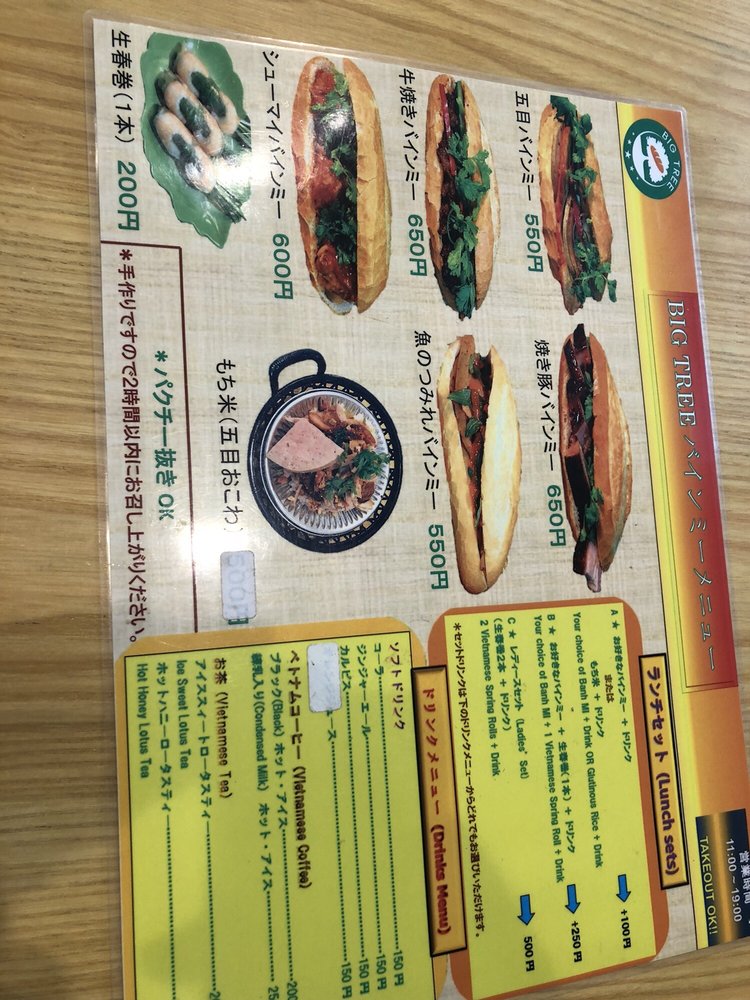 BIG TREE
BIG TREE バインミーメニュー
営業時間
11:00～19:00
TAKEOUT OK!!
五目バインミー 550円
焼き豚バインミー 650円
牛焼きバインミー 650円
魚のつみれバインミー 550円
シューマイバインミー 600円
もち米(五目おこわ) 500円
生春巻(1本) 200円
*パクチー抜きOK
*手作りですので2時間以内にお召し上がりください。
ランチセット (Lunch sets)
A ★ お好きなバインミー + ドリンク
または
もち米 + ドリンク
Your choice of Banh Mi + Drink OR Glutinous Rice + Drink
+100円
B ★ お好きなバインミー + 生春巻(1本) + ドリンク
Your choice of Banh Mi + 1 Vietnamese Spring Roll + Drink
+250円
C ★ レディースセット (Ladies' Set)
(生春巻2本 + ドリンク)
2 Vietnamese Spring Rolls + Drink
500円
*セットドリンクは下のドリンクメニューからどれでもお選びいただけます。
ドリンクメニュー (Drinks Menu)
ソフトドリンク
コーラ 150円
ジンジャーエール 150円
カルピス 150円
ース 150円
ベトナムコーヒー (Vietnamese Coffee)
ブラック(Black) ホット・アイス 200
練乳入り(Condensed Milk) ホット・アイス 25
お茶 (Vietnamese Tea)
アイススィートロータスティ 20
Ice Sweet Lotus Tea
ホットハニーロータスティ
Hot Honey Lotus Tea